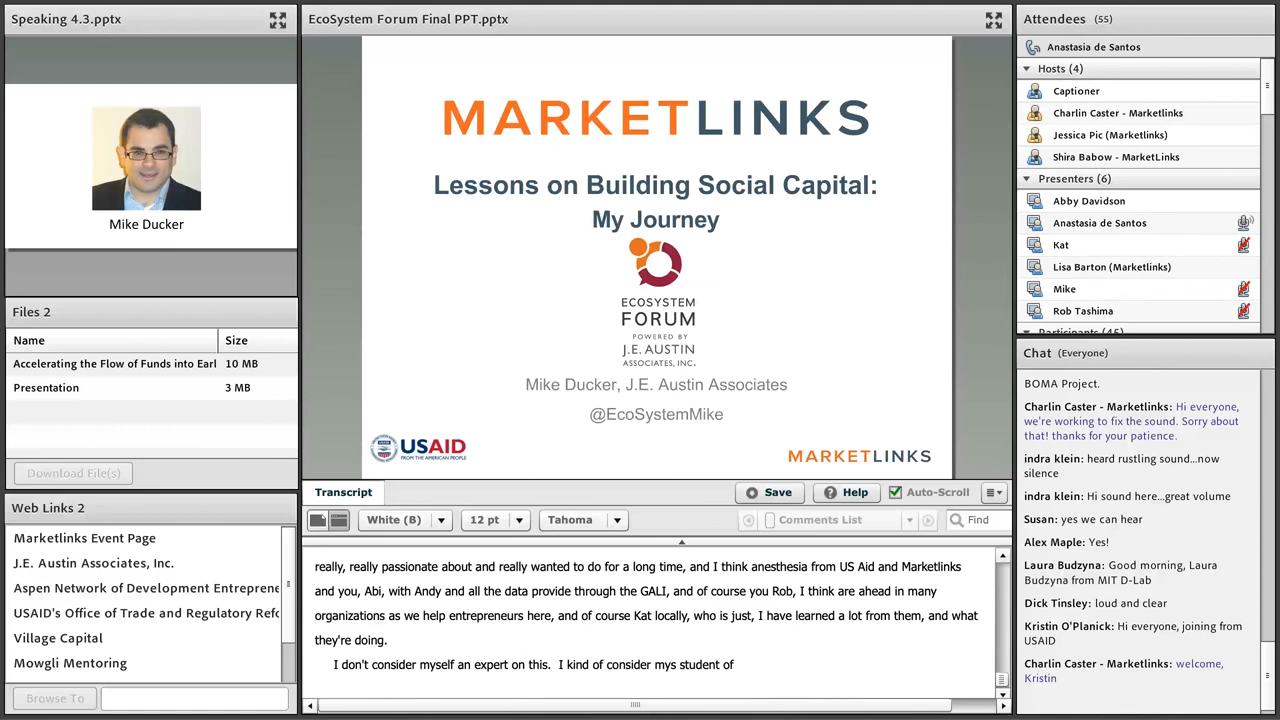 Speaking 4.3.pptx
Mike Ducker
Files 2
Name Size
Accelerating the Flow of Funds into Earl 10 MB
Presentation 3 MB
Download File(s)
Web Links 2
Marketlinks Event Page
J.E. Austin Associates, Inc.
Aspen Network of Development Entreprene
USAID's Office of Trade and Regulatory Refo
Village Capital
Mowgli Mentoring
Browse To
EcoSystem Forum Final PPT.pptx
MARKETLINKS
Lessons on Building Social Capital:
My Journey
ECOSYSTEM
FORUM
POWERED BY
J.E. AUSTIN
ASSOCIATES, INC.
Mike Ducker, J.E. Austin Associates
@EcoSystemMike
USAID
FROM THE AMERICAN PEOPLE
MARKETLINKS
Transcript Save Help Auto-Scroll
White (B) 12 pt Tahoma Comments List Find
really, really passionate about and really wanted to do for a long time, and I think anesthesia from US Aid and Marketlinks
and you, Abi, with Andy and all the data provide through the GALI, and of course you Rob, I think are ahead in many
organizations as we help entrepreneurs here, and of course Kat locally, who is just, I have learned a lot from them, and what
they're doing.
I don't consider myself an expert on this. I kind of consider mys student of
Attendees (55)
Anastasia de Santos
Hosts (4)
Captioner
Charlin Caster - Marketlinks
Jessica Pic (Marketlinks)
Shira Babow - MarketLinks
Presenters (6)
Abby Davidson
Anastasia de Santos
Kat
Lisa Barton (Marketlinks)
Mike
Rob Tashima
Participants (45)
Chat (Everyone)
BOMA Project.
Charlin Caster - Marketlinks: Hi everyone,
we're working to fix the sound. Sorry about
that! thanks for your patience.
indra klein: heard rustling sound...now
silence
indra klein: Hi sound here...great volume
Susan: yes we can hear
Alex Maple: Yes!
Laura Budzyna: Good morning, Laura
Budzyna from MIT D-Lab
Dick Tinsley: loud and clear
Kristin O'Planick: Hi everyone, joining from
USAID
Charlin Caster - Marketlinks: welcome,
Kristin